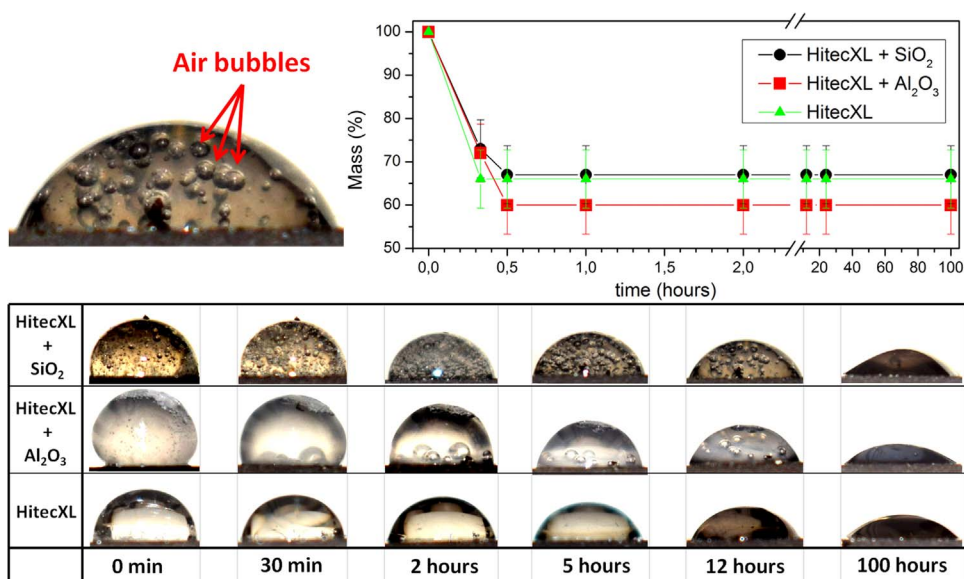 Air bubbles
Mass (%)
100
90
80
70
60
50
HitecXL + SiO₂
HitecXL + Al₂O₃
HitecXL
0,0 0,5 1,0 1,5 2,0 20 40 60 80 100
time (hours)
HitecXL
+
SiO₂
HitecXL
+
Al₂O₃
HitecXL
0 min 30 min 2 hours 5 hours 12 hours 100 hours